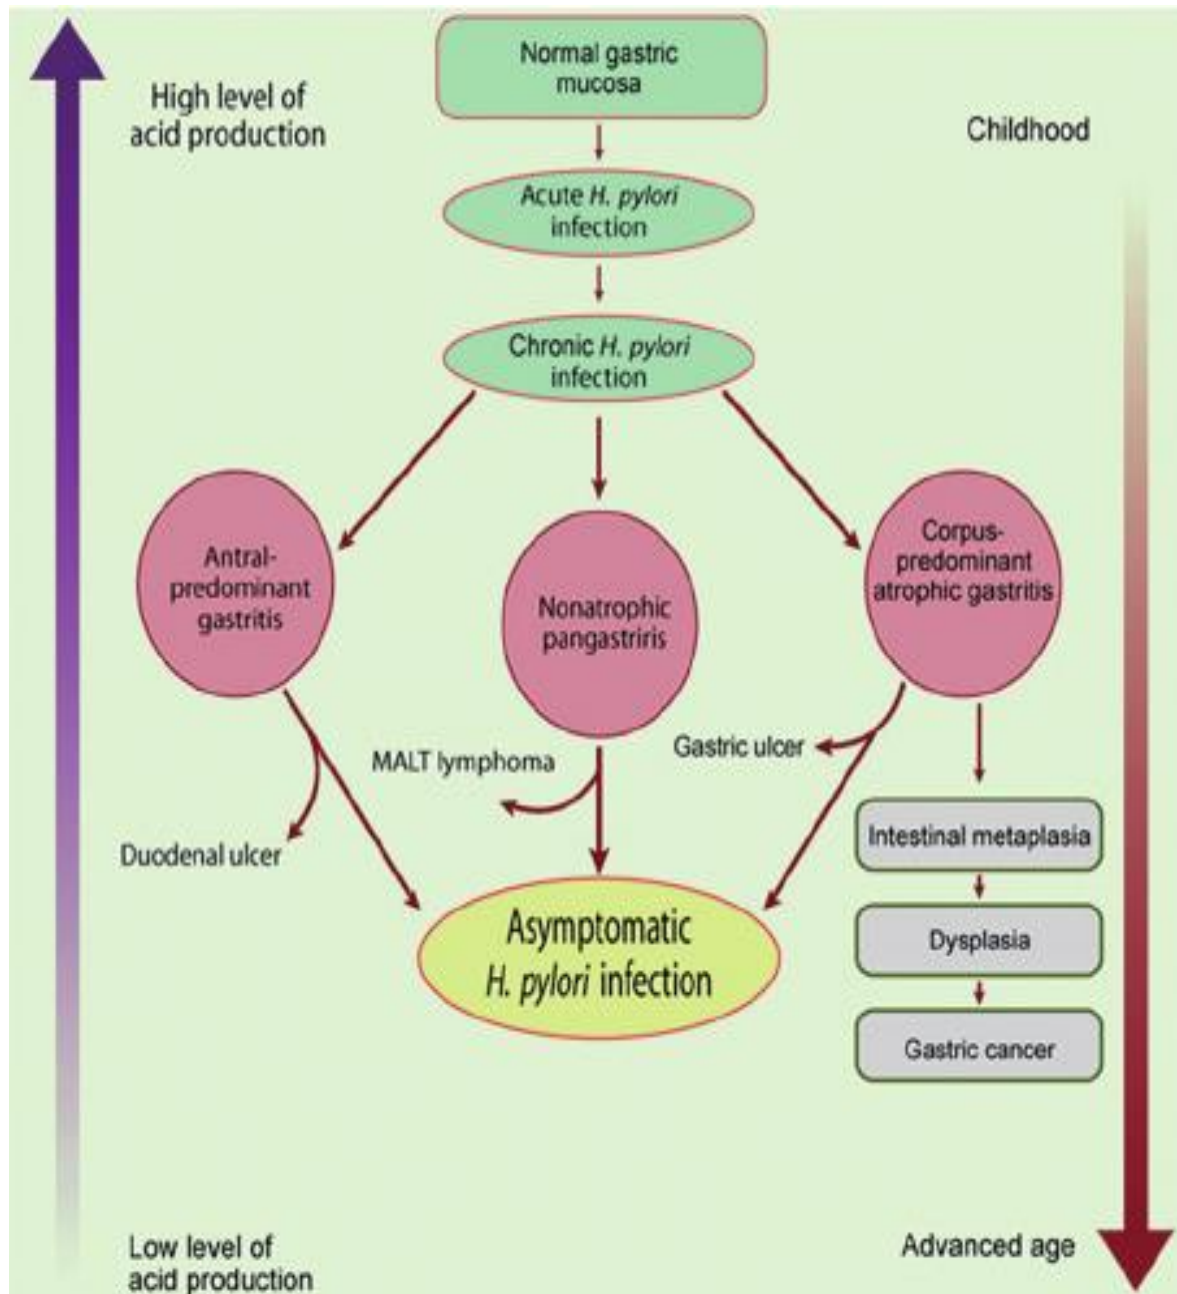 Normal gastric
mucosa
High level of
acid production
Childhood
Acute H. pylori
infection
Chronic H. pylori
infection
Antral-
predominant
gastritis
Nonatrophic
pangastriris
Corpus-
predominant
atrophic gastritis
Gastric ulcer
MALT lymphoma
Duodenal ulcer
Intestinal metaplasia
Asymptomatic
H. pylori infection
Dysplasia
Gastric cancer
Low level of
acid production
Advanced age